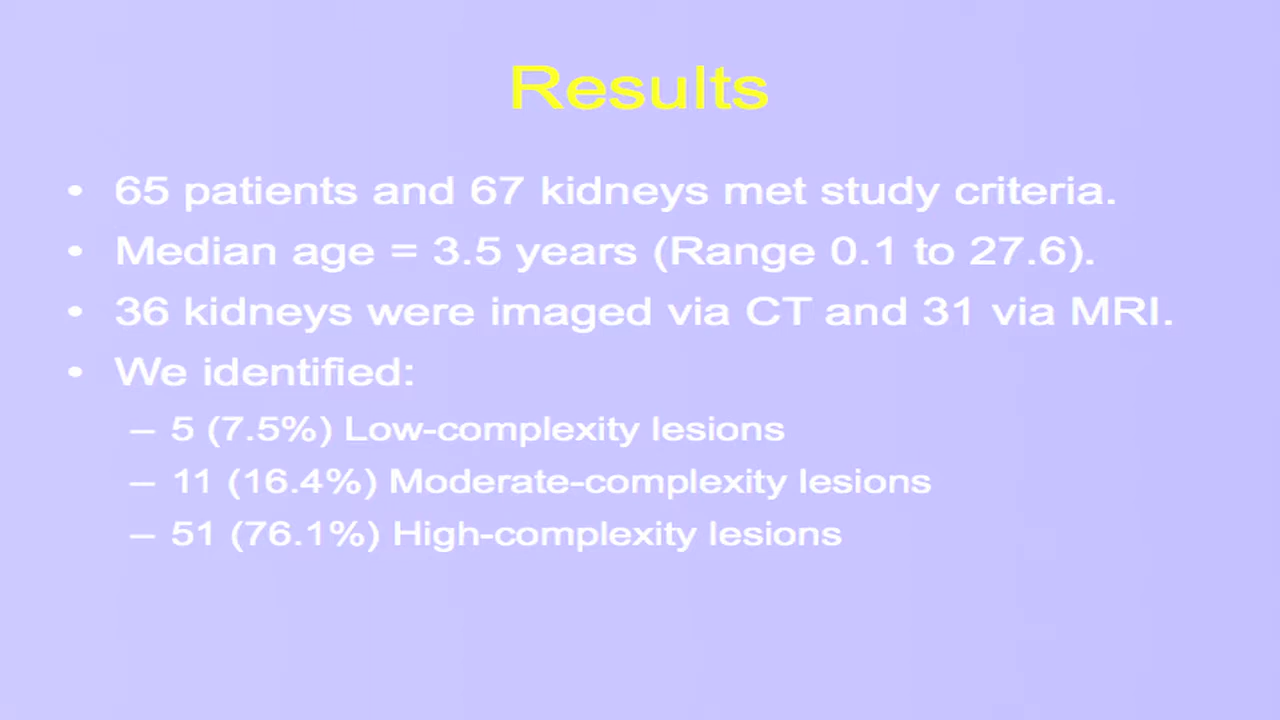 Results
• 65 patients and 67 kidneys met study criteria.
• Median age = 3.5 years (Range 0.1 to 27.6).
• 36 kidneys were imaged via CT and 31 via MRI.
• We identified:
– 5 (7.5%) Low-complexity lesions
– 11 (16.4%) Moderate-complexity lesions
– 51 (76.1%) High-complexity lesions